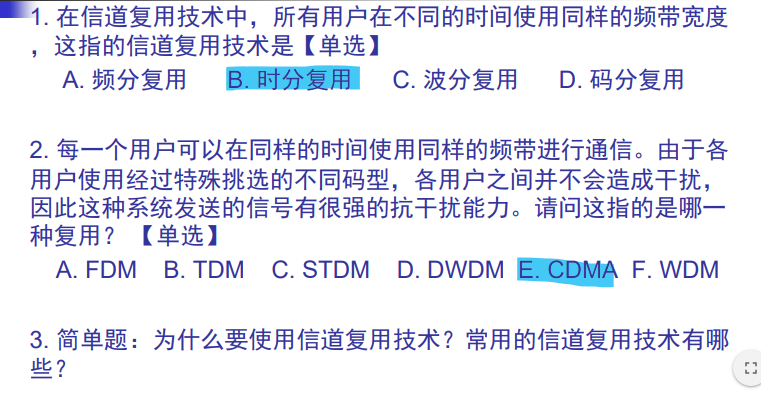 1. 在信道复用技术中，所有用户在不同的时间使用同样的频带宽度
，这指的信道复用技术是【单选】
A. 频分复用 B. 时分复用 C. 波分复用 D. 码分复用
2. 每一个用户可以在同样的时间使用同样的频带进行通信。由于各
用户使用经过特殊挑选的不同码型，各用户之间并不会造成干扰，
因此这种系统发送的信号有很强的抗干扰能力。请问这指的是哪一
种复用？ 【单选】
A. FDM B. TDM C. STDM D. DWDM E. CDMA F. WDM
3. 简单题：为什么要使用信道复用技术？常用的信道复用技术有哪
些？